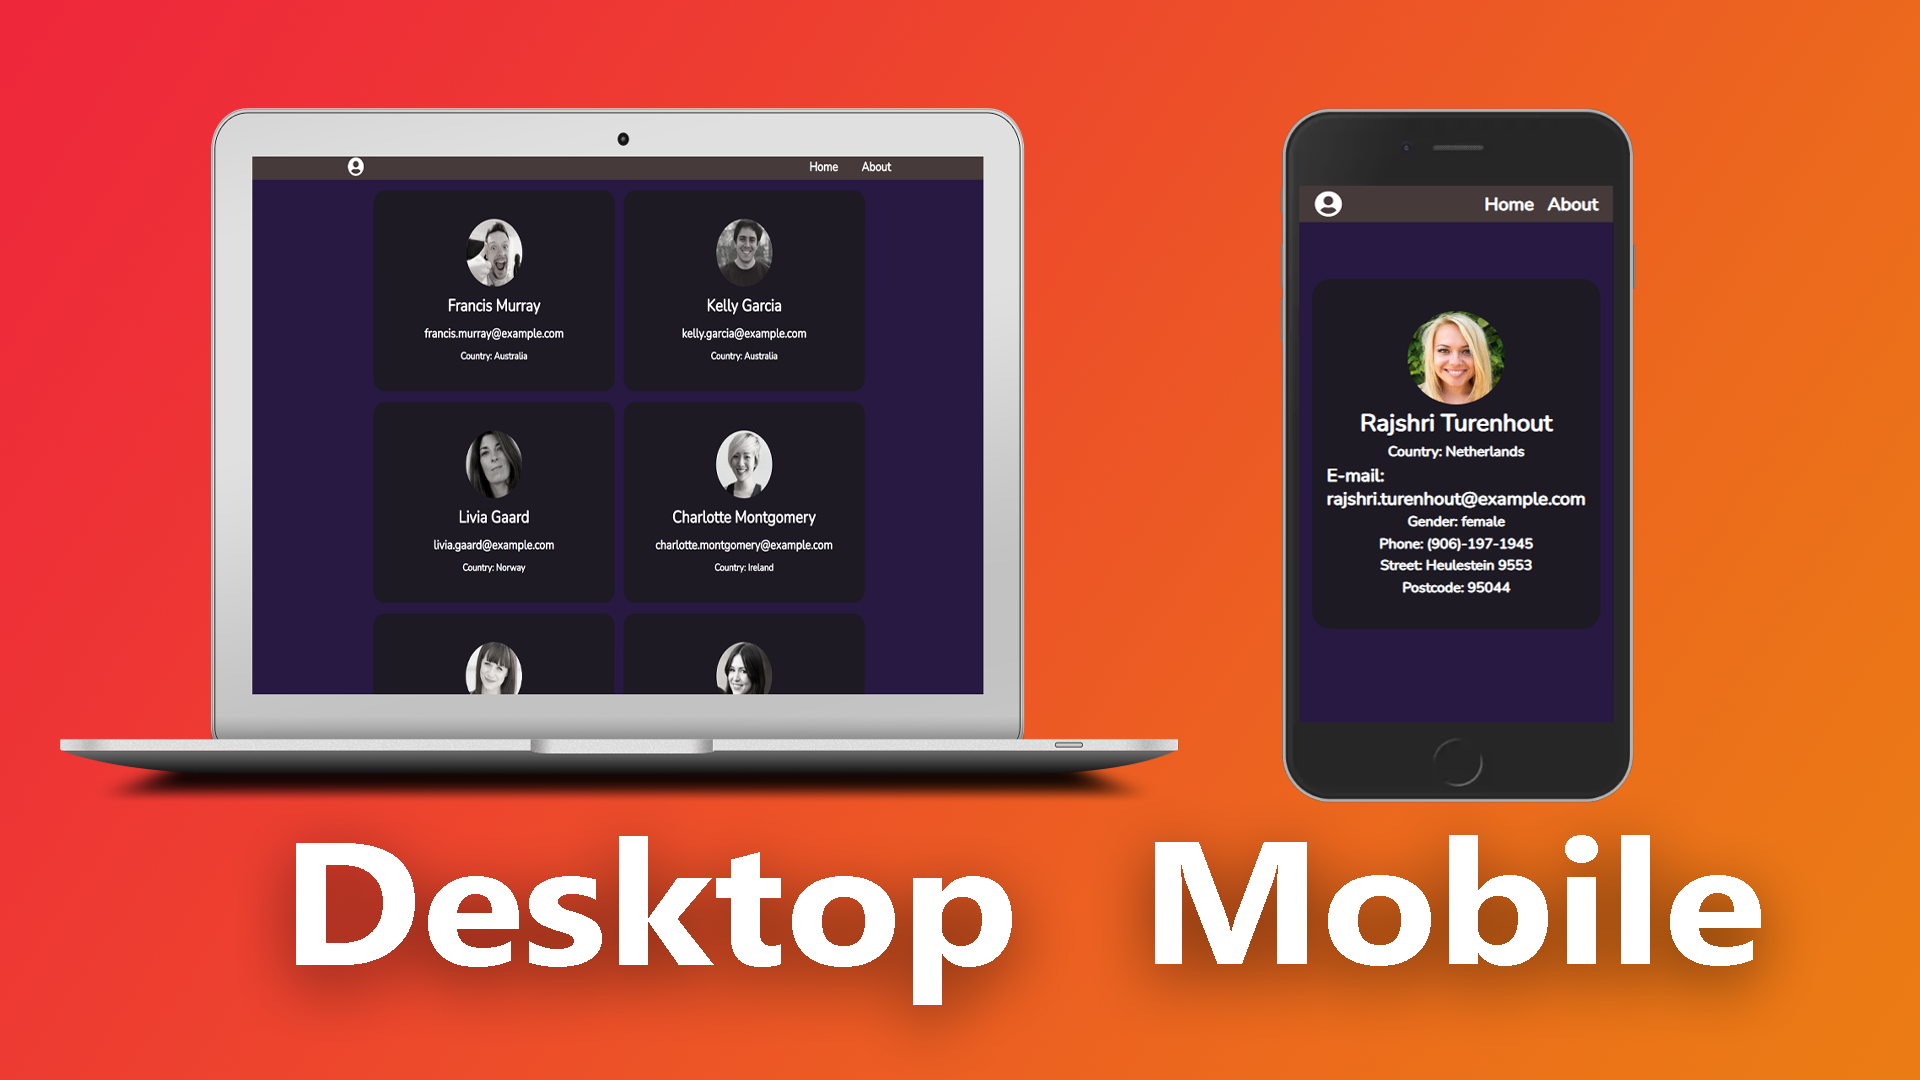 Home About
Francis Murray
francis.murray@example.com
Country: Australia
Kelly Garcia
kelly.garcia@example.com
Country: Australia
Livia Gaard
livia.gaard@example.com
Country: Norway
Charlotte Montgomery
charlotte.montgomery@example.com
Country: Ireland
Home About
Rajshri Turenhout
Country: Netherlands
E-mail:
rajshri.turenhout@example.com
Gender: female
Phone: (906)-197-1945
Street: Heulestein 9553
Postcode: 95044
Desktop
Mobile